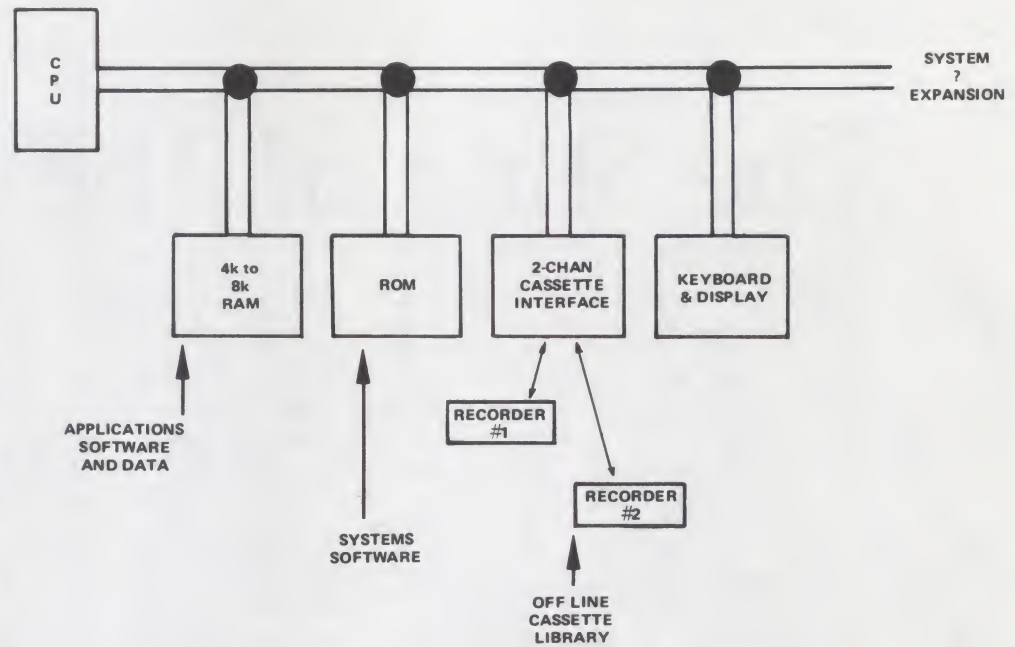 C
P
U
SYSTEM
?
EXPANSION
4k to
8k
RAM
ROM
2-CHAN
CASSETTE
INTERFACE
KEYBOARD
& DISPLAY
RECORDER
#1
APPLICATIONS
SOFTWARE
AND DATA
RECORDER
#2
SYSTEMS
SOFTWARE
OFF LINE
CASSETTE
LIBRARY